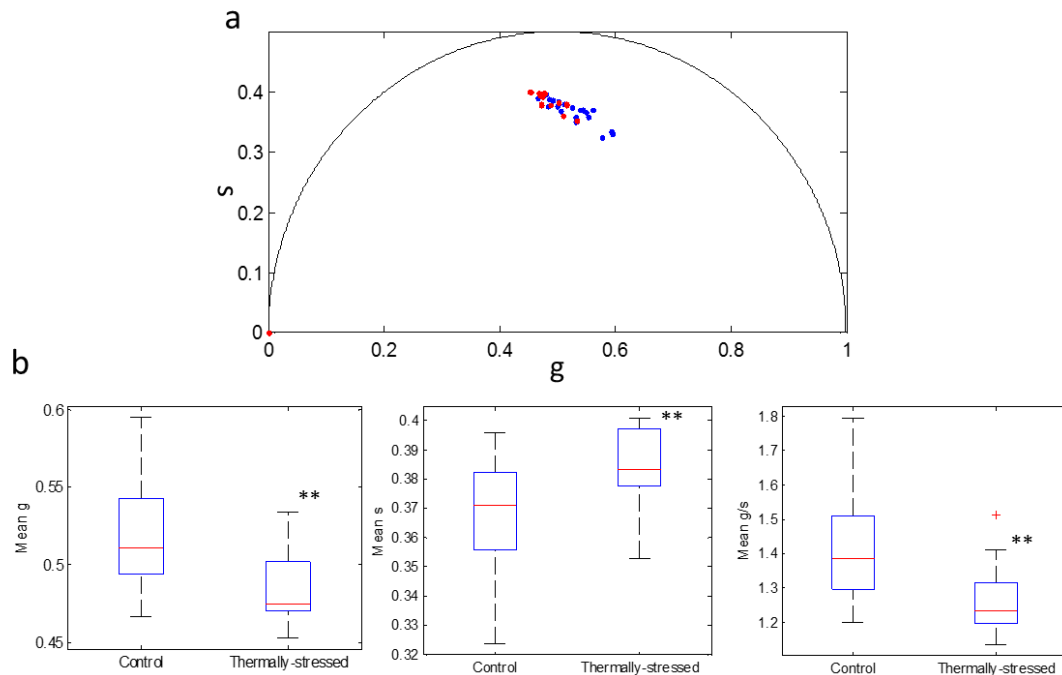 a
s
0.4
0.3
0.2
0.1
0
0 0.2 0.4 0.6 0.8 1
g
b
Mean g
0.6
0.55
0.5
0.45
**
Control Thermally-stressed
Mean s
0.4
0.39
0.38
0.37
0.36
0.35
0.34
0.33
0.32
**
Control Thermally-stressed
Mean g/s
1.8
1.7
1.6
1.5
1.4
1.3
1.2
**
Control Thermally-stressed